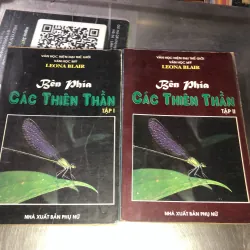 VĂN HỌC HIỆN ĐẠI THẾ GIỚI
VĂN HỌC MỸ
LEONA BLAIR
Bên Phía
CÁC THIÊN THẦN
TẬP I
NHÀ XUẤT BẢN PHỤ NỮ
VĂN HỌC HIỆN ĐẠI THẾ GIỚI
VĂN HỌC MỸ
LEONA BLAIR
Bên Phía
CÁC THIÊN THẦN
TẬP II
NHÀ XUẤT BẢN PHỤ NỮ